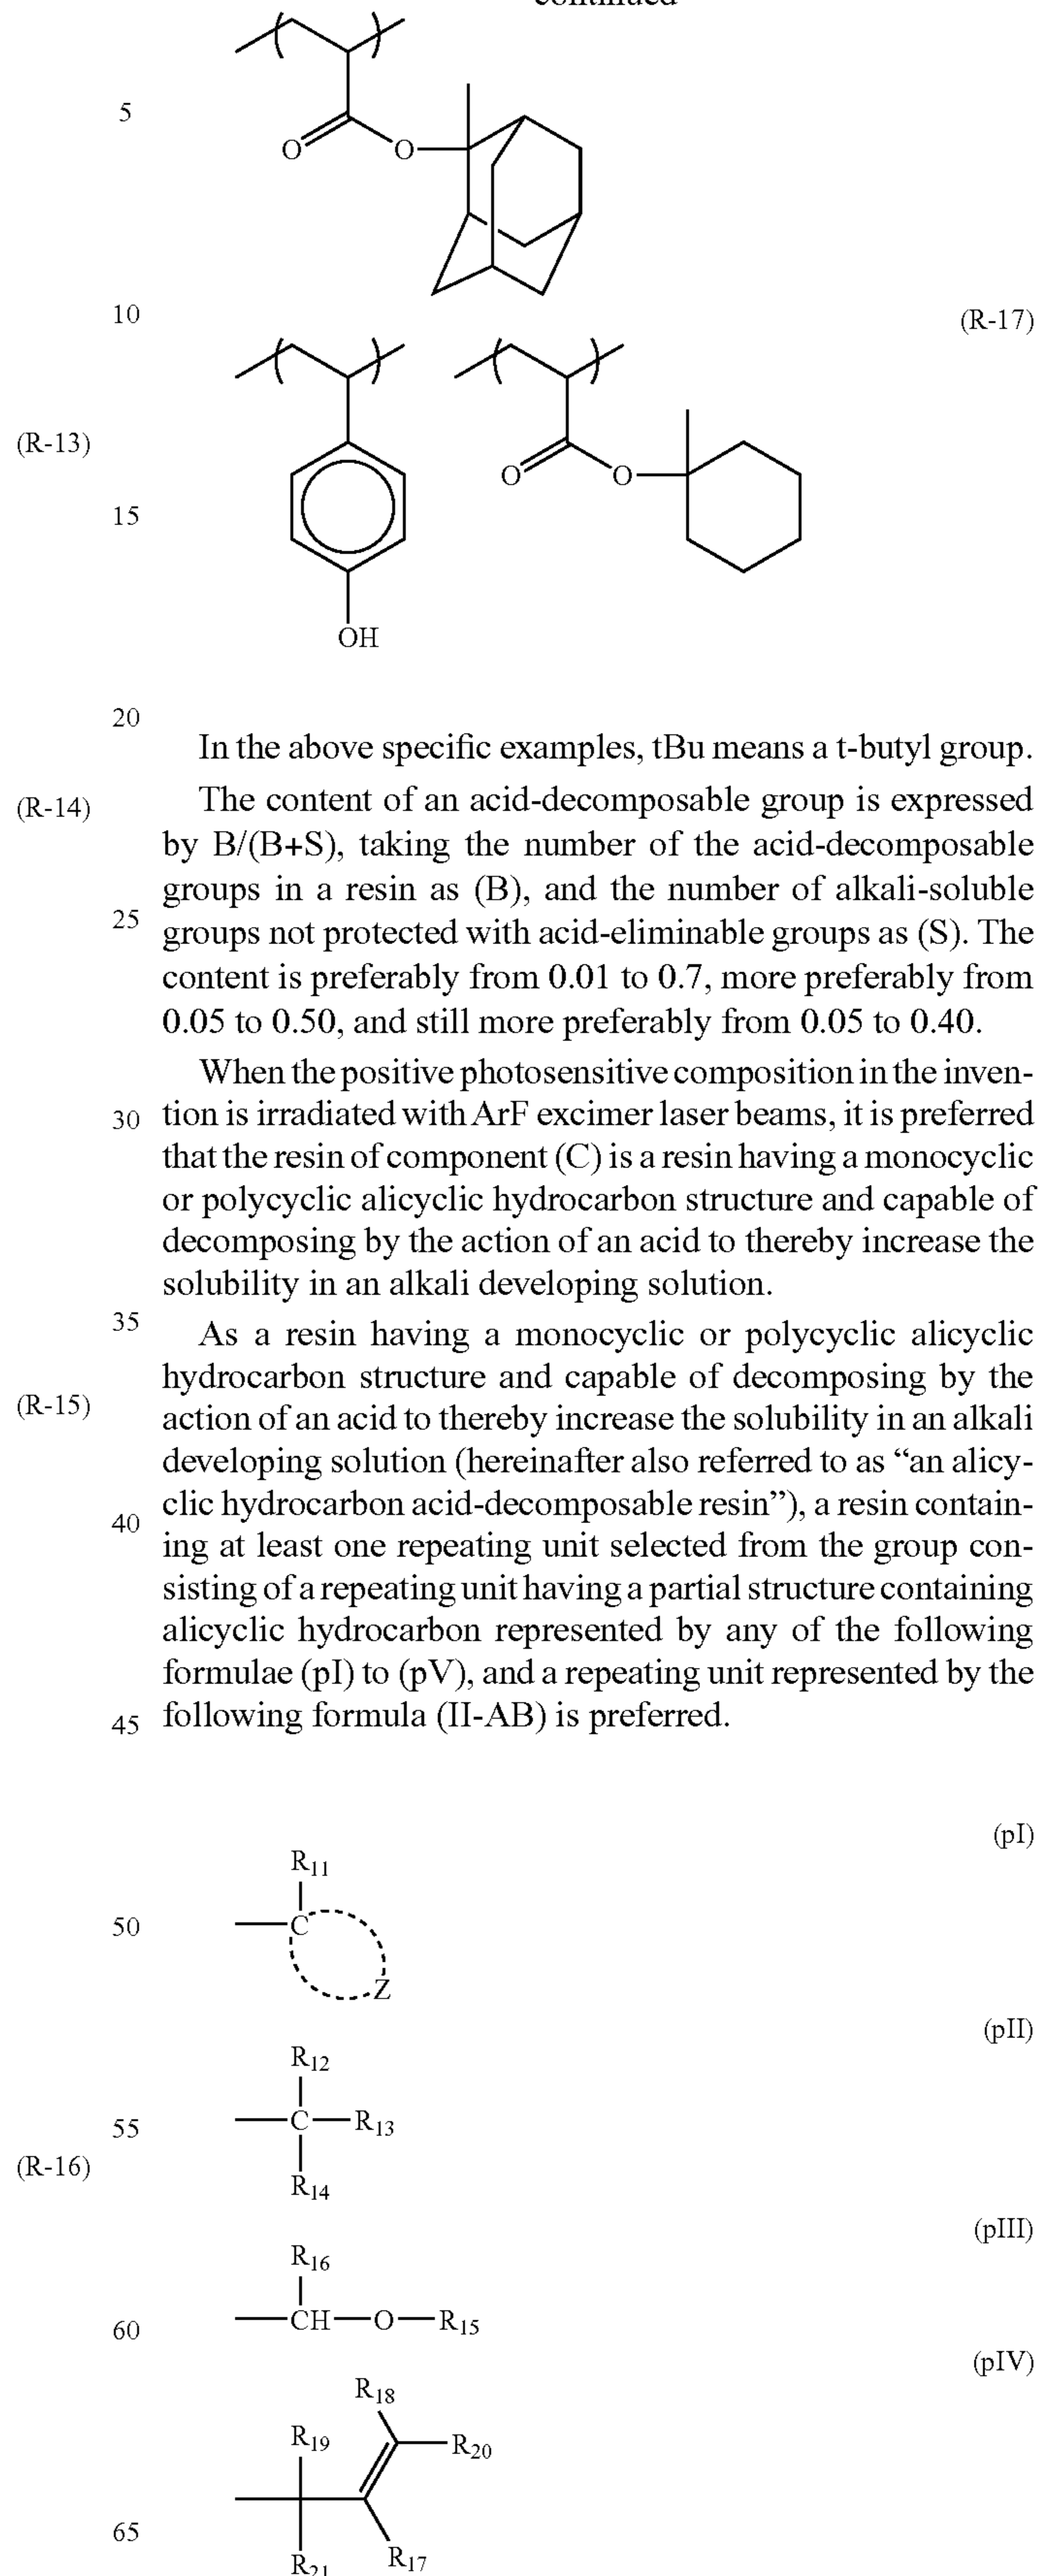 continued
5
O
O
10
(R-17)
(R-13)
O
O
15
OH
20
In the above specific examples, tBu means a t-butyl group.
(R-14)
The content of an acid-decomposable group is expressed
by B/(B+S), taking the number of the acid-decomposable
groups in a resin as (B), and the number of alkali-soluble
25
groups not protected with acid-eliminable groups as (S). The
content is preferably from 0.01 to 0.7, more preferably from
0.05 to 0.50, and still more preferably from 0.05 to 0.40.
When the positive photosensitive composition in the inven-
30
tion is irradiated with ArF excimer laser beams, it is preferred
that the resin of component (C) is a resin having a monocyclic
or polycyclic alicyclic hydrocarbon structure and capable of
decomposing by the action of an acid to thereby increase the
solubility in an alkali developing solution.
35
As a resin having a monocyclic or polycyclic alicyclic
hydrocarbon structure and capable of decomposing by the
(R-15)
action of an acid to thereby increase the solubility in an alkali
developing solution (hereinafter also referred to as “an alicy-
clic hydrocarbon acid-decomposable resin”), a resin contain-
40
ing at least one repeating unit selected from the group con-
sisting of a repeating unit having a partial structure containing
alicyclic hydrocarbon represented by any of the following
formulae (pI) to (pV), and a repeating unit represented by the
45
following formula (II-AB) is preferred.
(pI)
R11
50
C
Z
(pII)
R12
55
C R13
(R-16)
R14
(pIII)
R16
60
CH O R15
(pIV)
R18
R19
R20
65
R17
R21